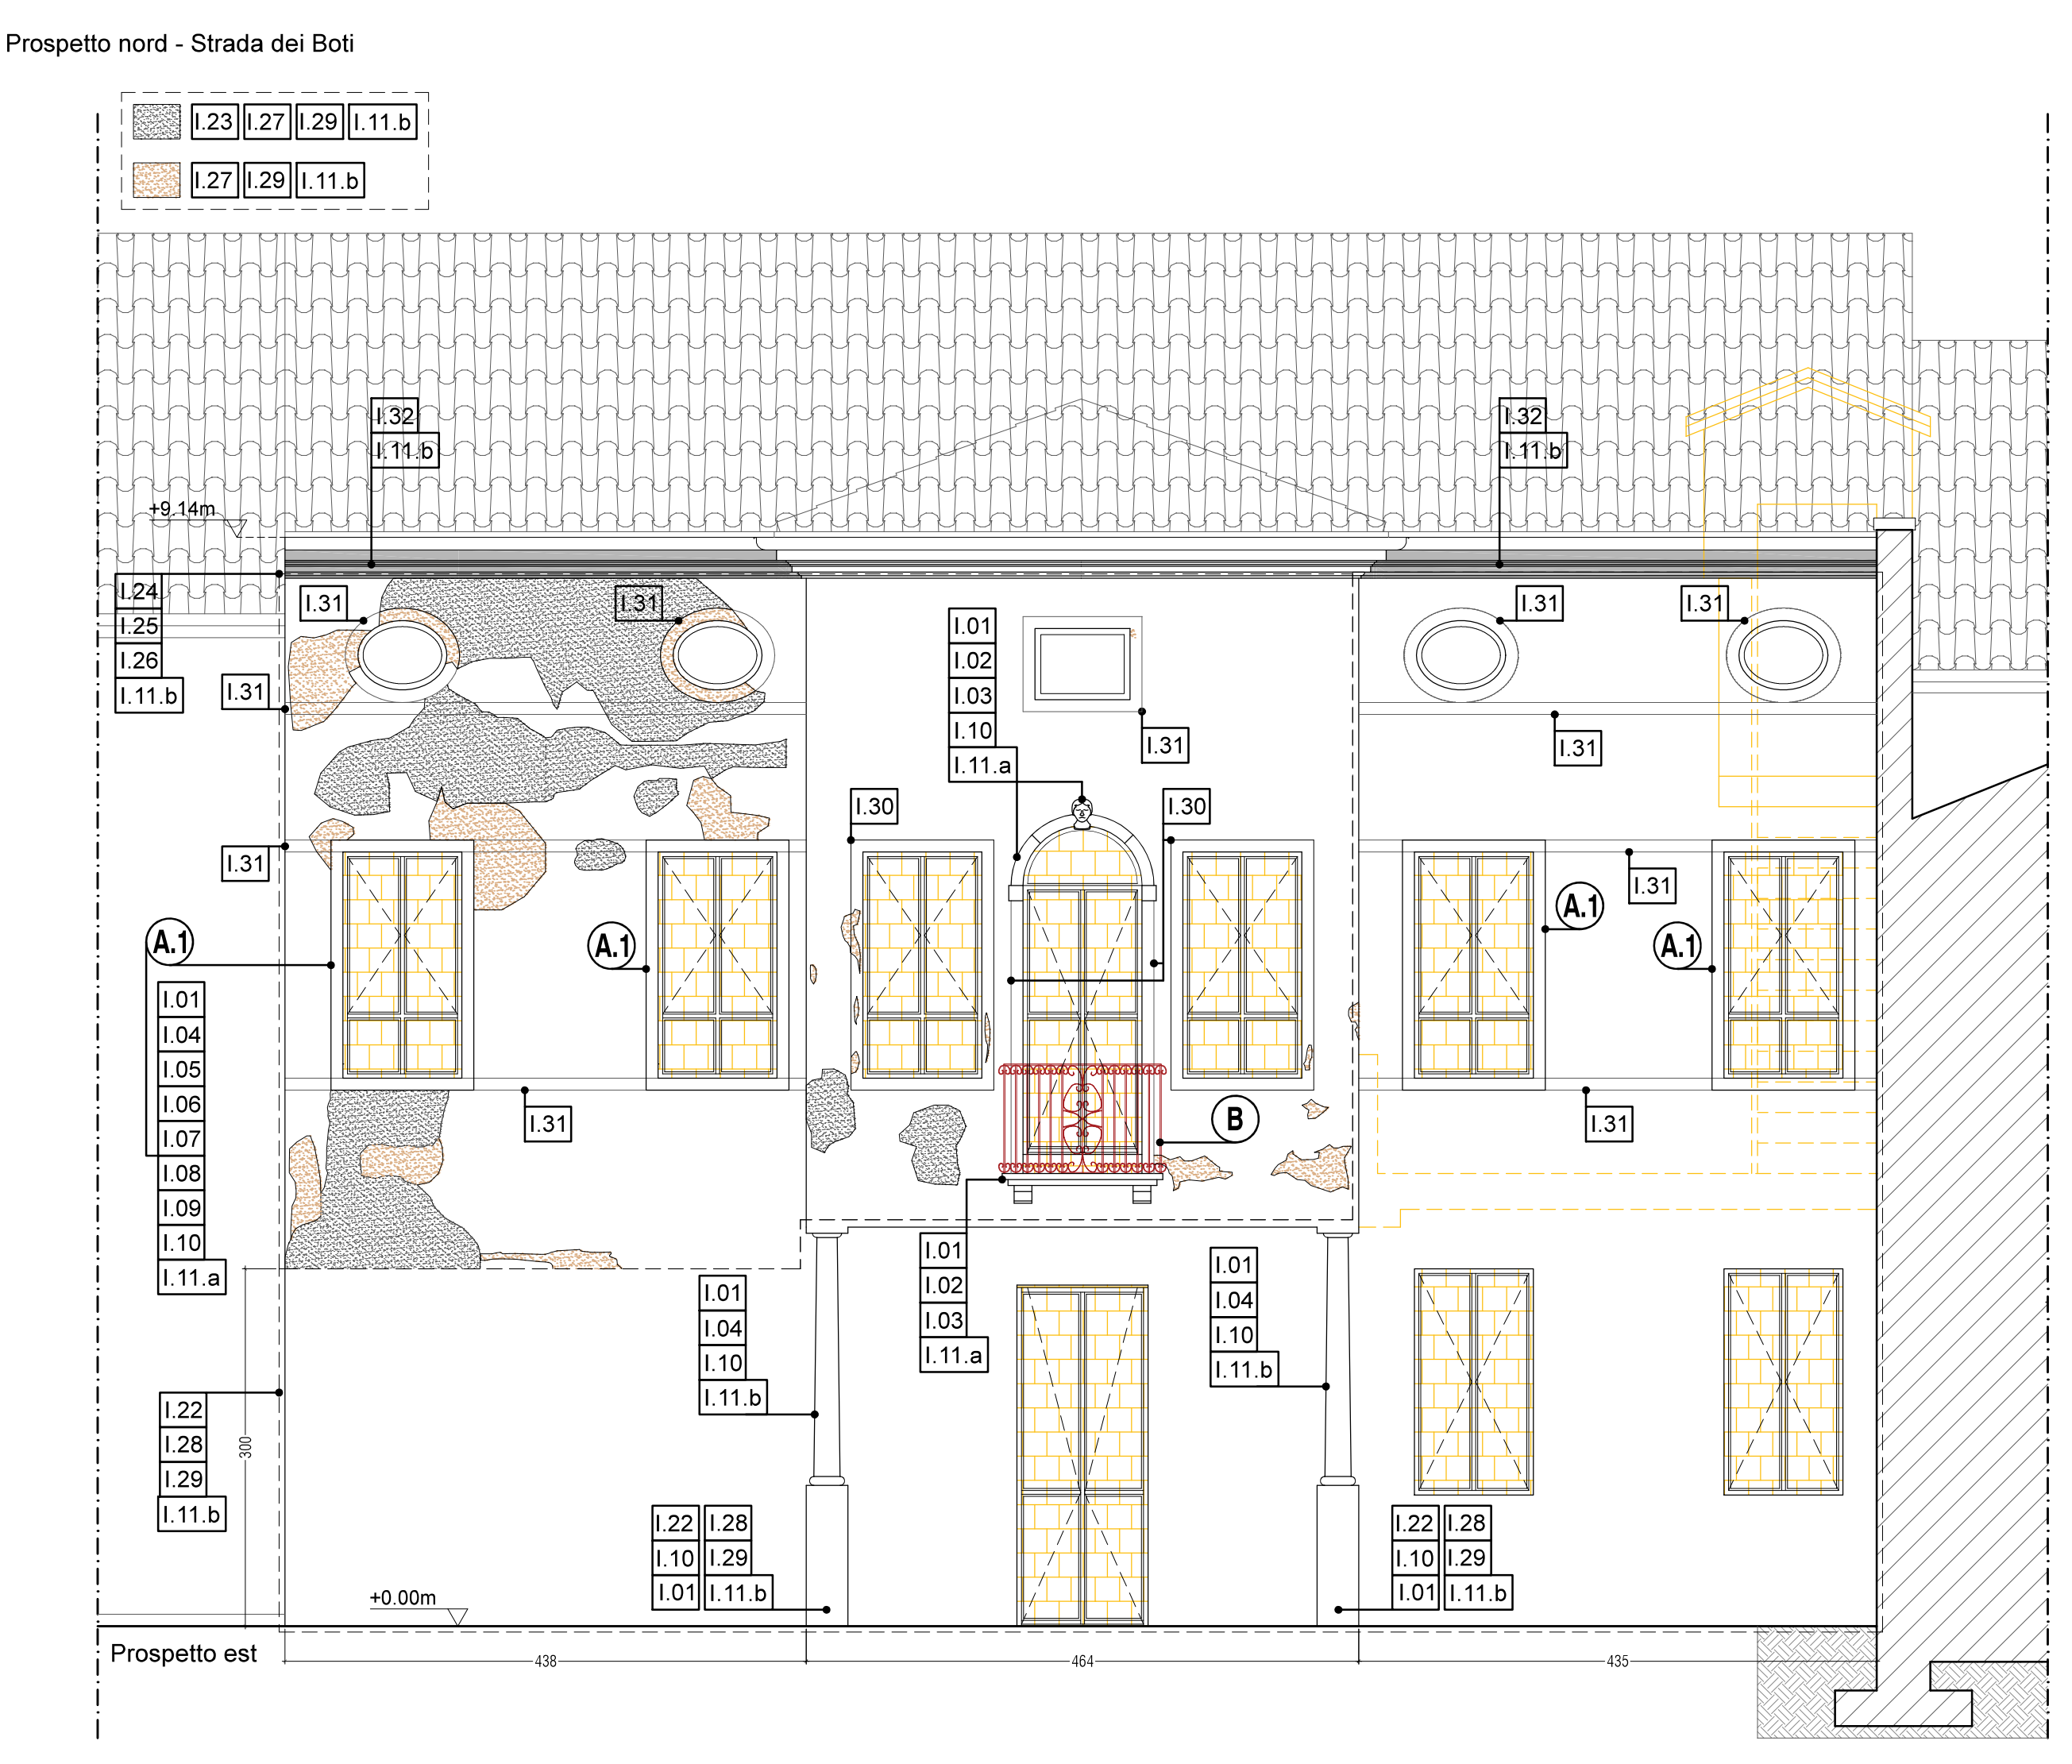 Prospetto nord - Strada dei Boti
I.23 I.27 I.29 I.11.b
I.27 I.29 I.11.b
I.32
I.11.b
I.32
I.11.b
+9.14m
I.24
I.25
I.26
I.11.b
I.31
I.31
I.31
I.31
I.31
I.01
I.02
I.03
I.10
I.11.a
I.31
I.31
I.30
I.30
I.31
I.31
A.1
A.1
A.1
A.1
I.01
I.04
I.05
I.06
I.07
I.08
I.09
I.10
I.11.a
I.31
B
I.31
I.01
I.02
I.03
I.11.a
I.01
I.04
I.10
I.11.b
I.01
I.04
I.10
I.11.b
I.22
I.28
I.29
I.11.b
300
I.22 I.28
I.10 I.29
I.01 I.11.b
I.22 I.28
I.10 I.29
I.01 I.11.b
+0.00m
Prospetto est
438
464
435